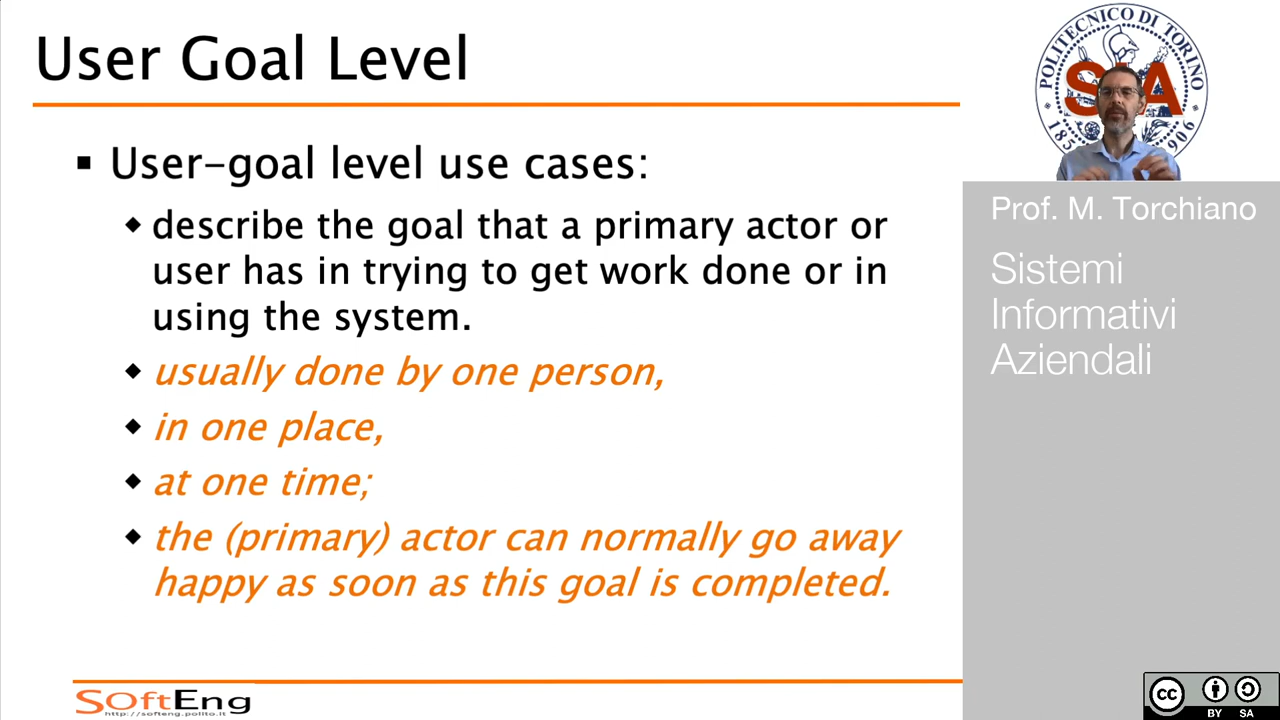 User Goal Level
User-goal level use cases:
describe the goal that a primary actor or
user has in trying to get work done or in
using the system.
usually done by one person,
in one place,
at one time;
the (primary) actor can normally go away
happy as soon as this goal is completed.
SOftEng
http://softeng.polito.it
POLITECNICO DI TORINO
Prof. M. Torchiano
Sistemi
Informativi
Aziendali
cc
BY SA